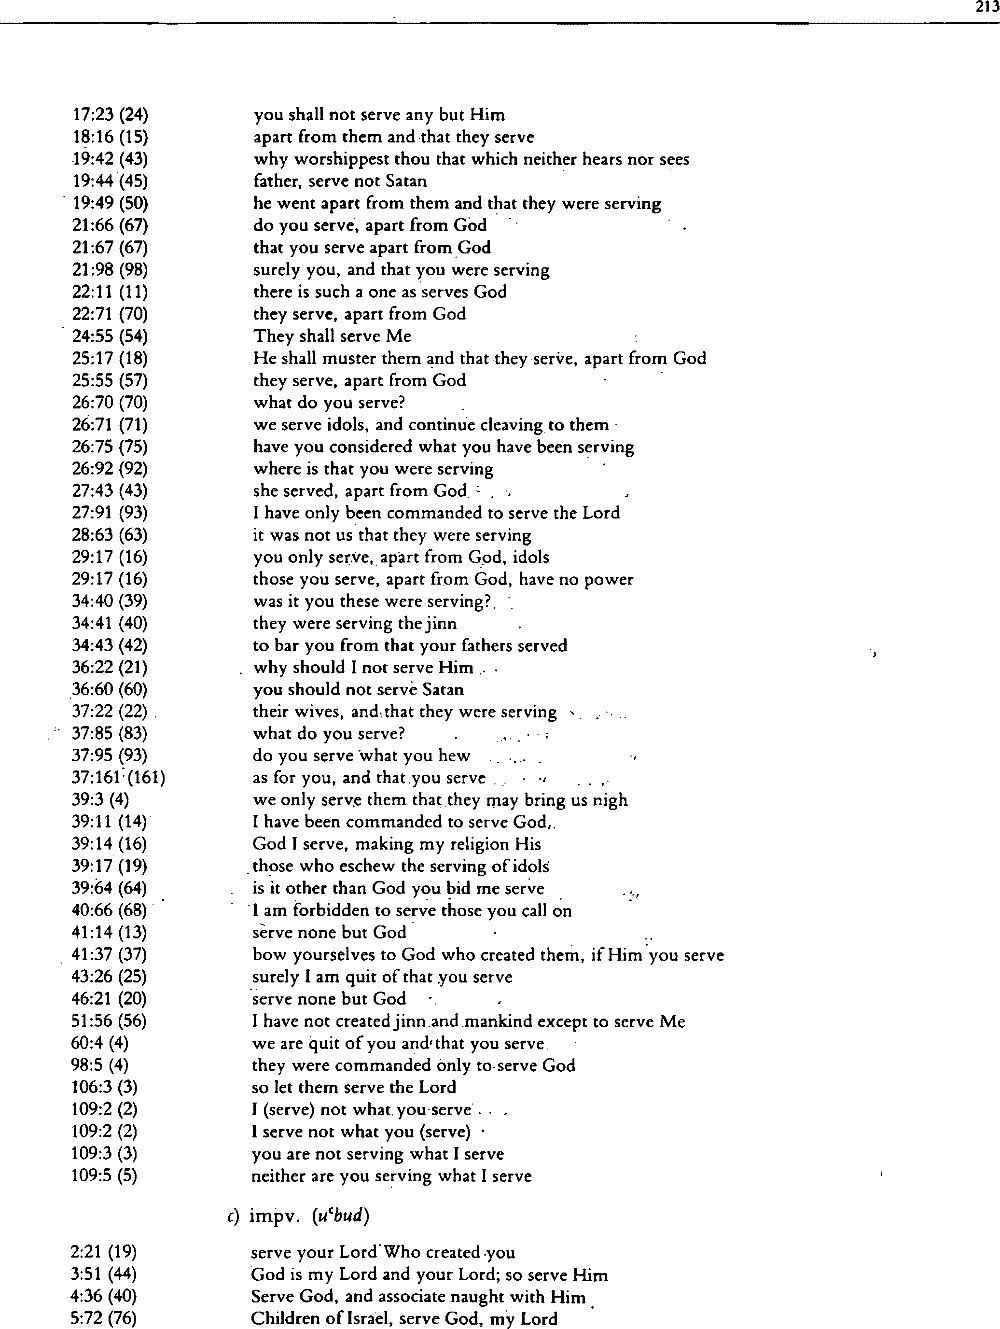 213
17:23 (24) you shall not serve any but Him
18:16 (15) apart from them and that they serve
19:42 (43) why worshippest thou that which neither hears nor sees
19:44 (45) father, serve not Satan
19:49 (50) he went apart from them and that they were serving
21:66 (67) do you serve, apart from God
21:67 (67) that you serve apart from God
21:98 (98) surely you, and that you were serving
22:11 (11) there is such a one as serves God
22:71 (70) they serve, apart from God
24:55 (54) They shall serve Me
25:17 (18) He shall muster them and that they serve, apart from God
25:55 (57) they serve, apart from God
26:70 (70) what do you serve?
26:71 (71) we serve idols, and continue cleaving to them
26:75 (75) have you considered what you have been serving
26:92 (92) where is that you were serving
27:43 (43) she served, apart from God
27:91 (93) I have only been commanded to serve the Lord
28:63 (63) it was not us that they were serving
29:17 (16) you only serve, apart from God, idols
29:17 (16) those you serve, apart from God, have no power
34:40 (39) was it you these were serving?
34:41 (40) they were serving the jinn
34:43 (42) to bar you from that your fathers served
36:22 (21) why should I not serve Him
36:60 (60) you should not serve Satan
37:22 (22) their wives, and that they were serving
37:85 (83) what do you serve?
37:95 (93) do you serve what you hew
37:161 (161) as for you, and that you serve
39:3 (4) we only serve them that they may bring us nigh
39:11 (14) I have been commanded to serve God,
39:14 (16) God I serve, making my religion His
39:17 (19) those who eschew the serving of idols
39:64 (64) is it other than God you bid me serve
40:66 (68) I am forbidden to serve those you call on
41:14 (13) serve none but God
41:37 (37) bow yourselves to God who created them, if Him you serve
43:26 (25) surely I am quit of that you serve
46:21 (20) serve none but God
51:56 (56) I have not created jinn and mankind except to serve Me
60:4 (4) we are quit of you and that you serve
98:5 (4) they were commanded only to serve God
106:3 (3) so let them serve the Lord
109:2 (2) I (serve) not what you serve
109:2 (2) I serve not what you (serve)
109:3 (3) you are not serving what I serve
109:5 (5) neither are you serving what I serve
c) impv. (uʿbud)
2:21 (19) serve your Lord Who created you
3:51 (44) God is my Lord and your Lord; so serve Him
4:36 (40) Serve God, and associate naught with Him
5:72 (76) Children of Israel, serve God, my Lord